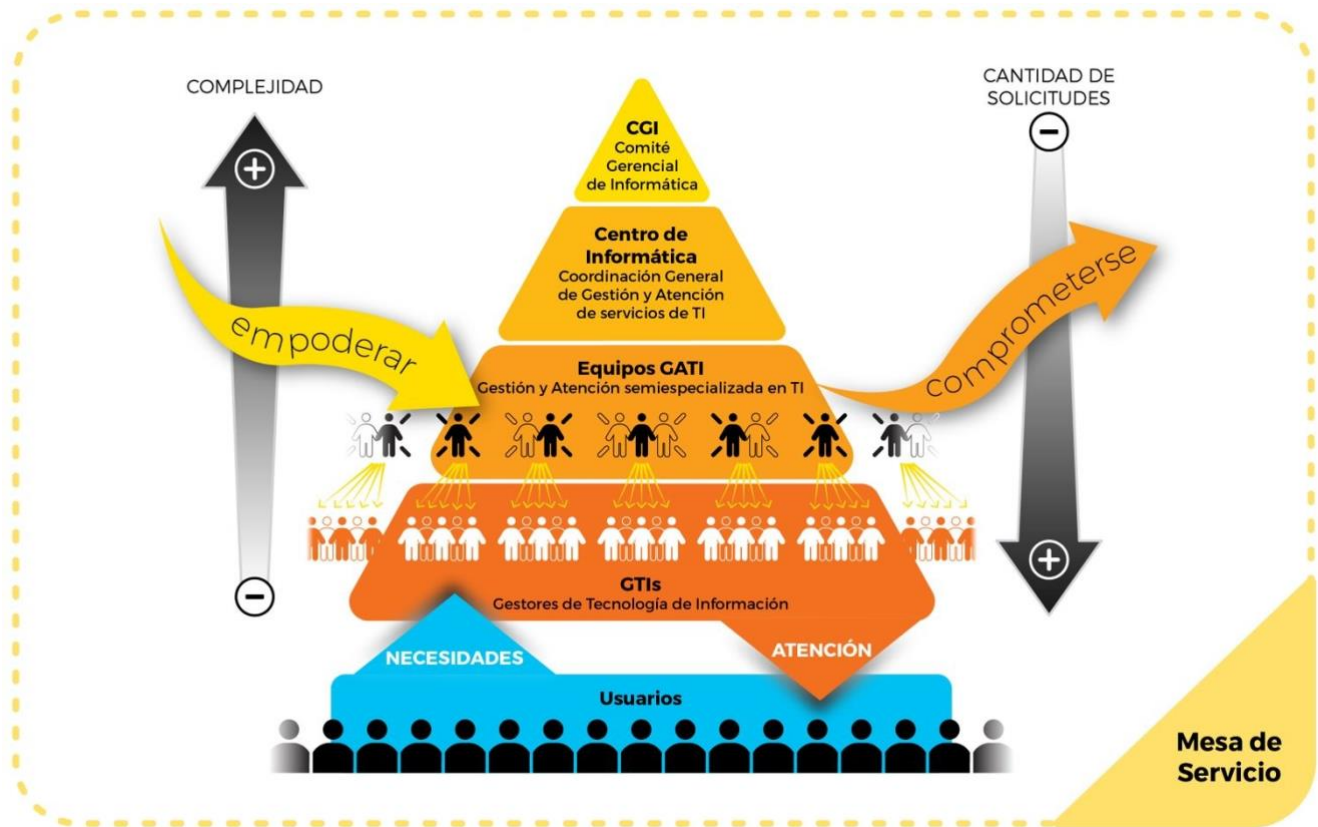 COMPLEJIDAD
CANTIDAD DE
SOLICITUDES
CGI
Comité
Gerencial
de Informática
Centro de
Informática
Coordinación General
de Gestión y Atención
de servicios de TI
empoderar
Comprometerse
Equipos GATI
Gestión y Atención semiespecializada en TI
GTIs
Gestores de Tecnología de Información
NECESIDADES
ATENCIÓN
Usuarios
Mesa de
Servicio